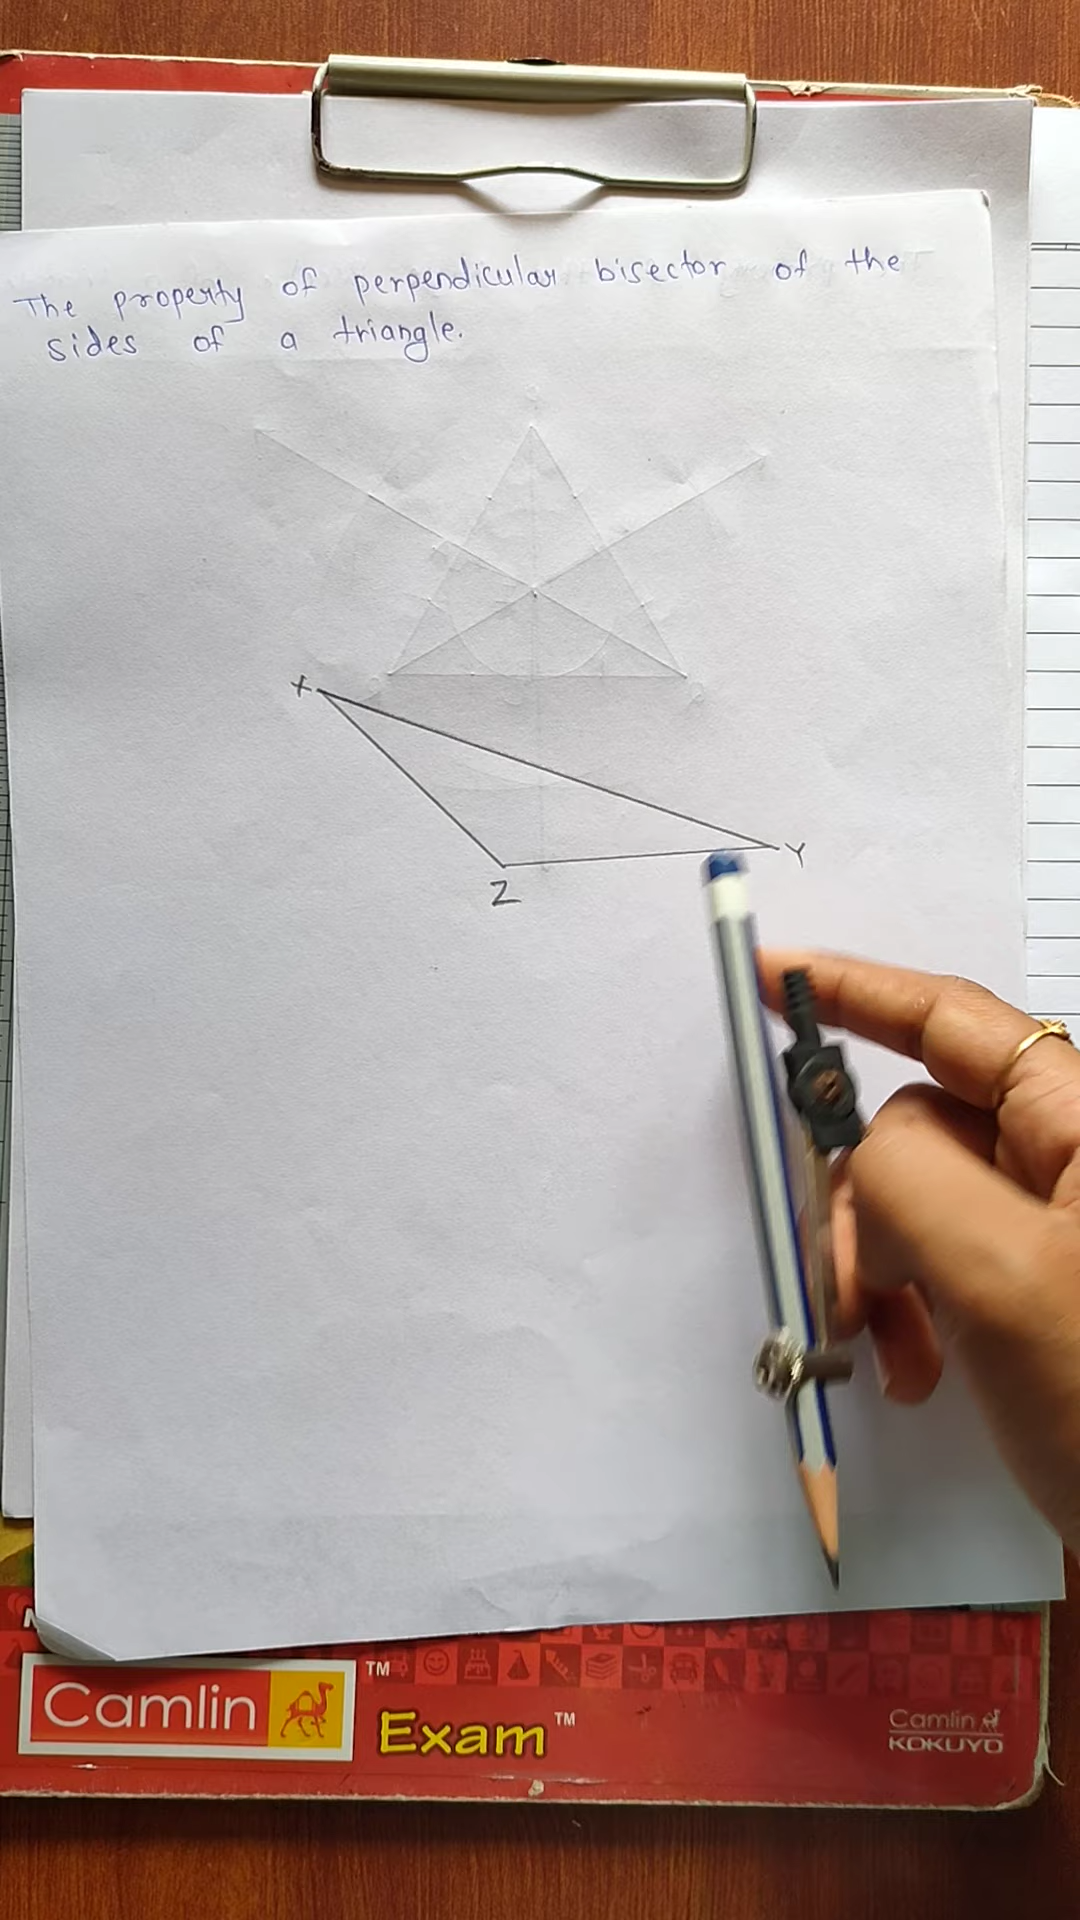 The property of perpendicular bisector of the
sides of a triangle.
X
Y
Z
Camlin
TM
Exam TM
Camlin
KOKUYO